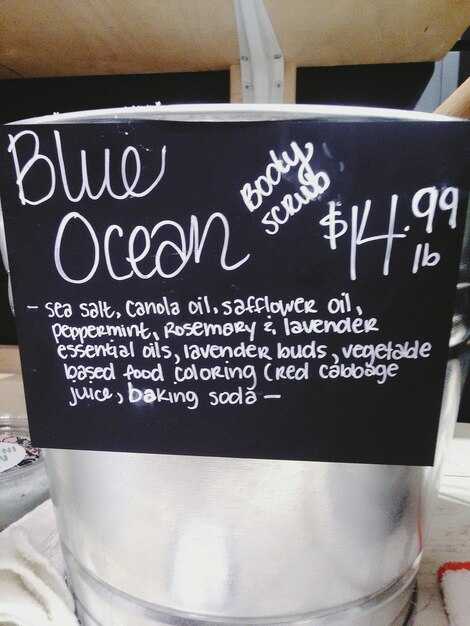 Blue
Ocean
Body
scrub
$14.99
lb
- sea salt, canola oil, safflower oil,
peppermint, rosemary & lavender
essential oils, lavender buds, vegetable
based food coloring (red cabbage
juice, baking soda -